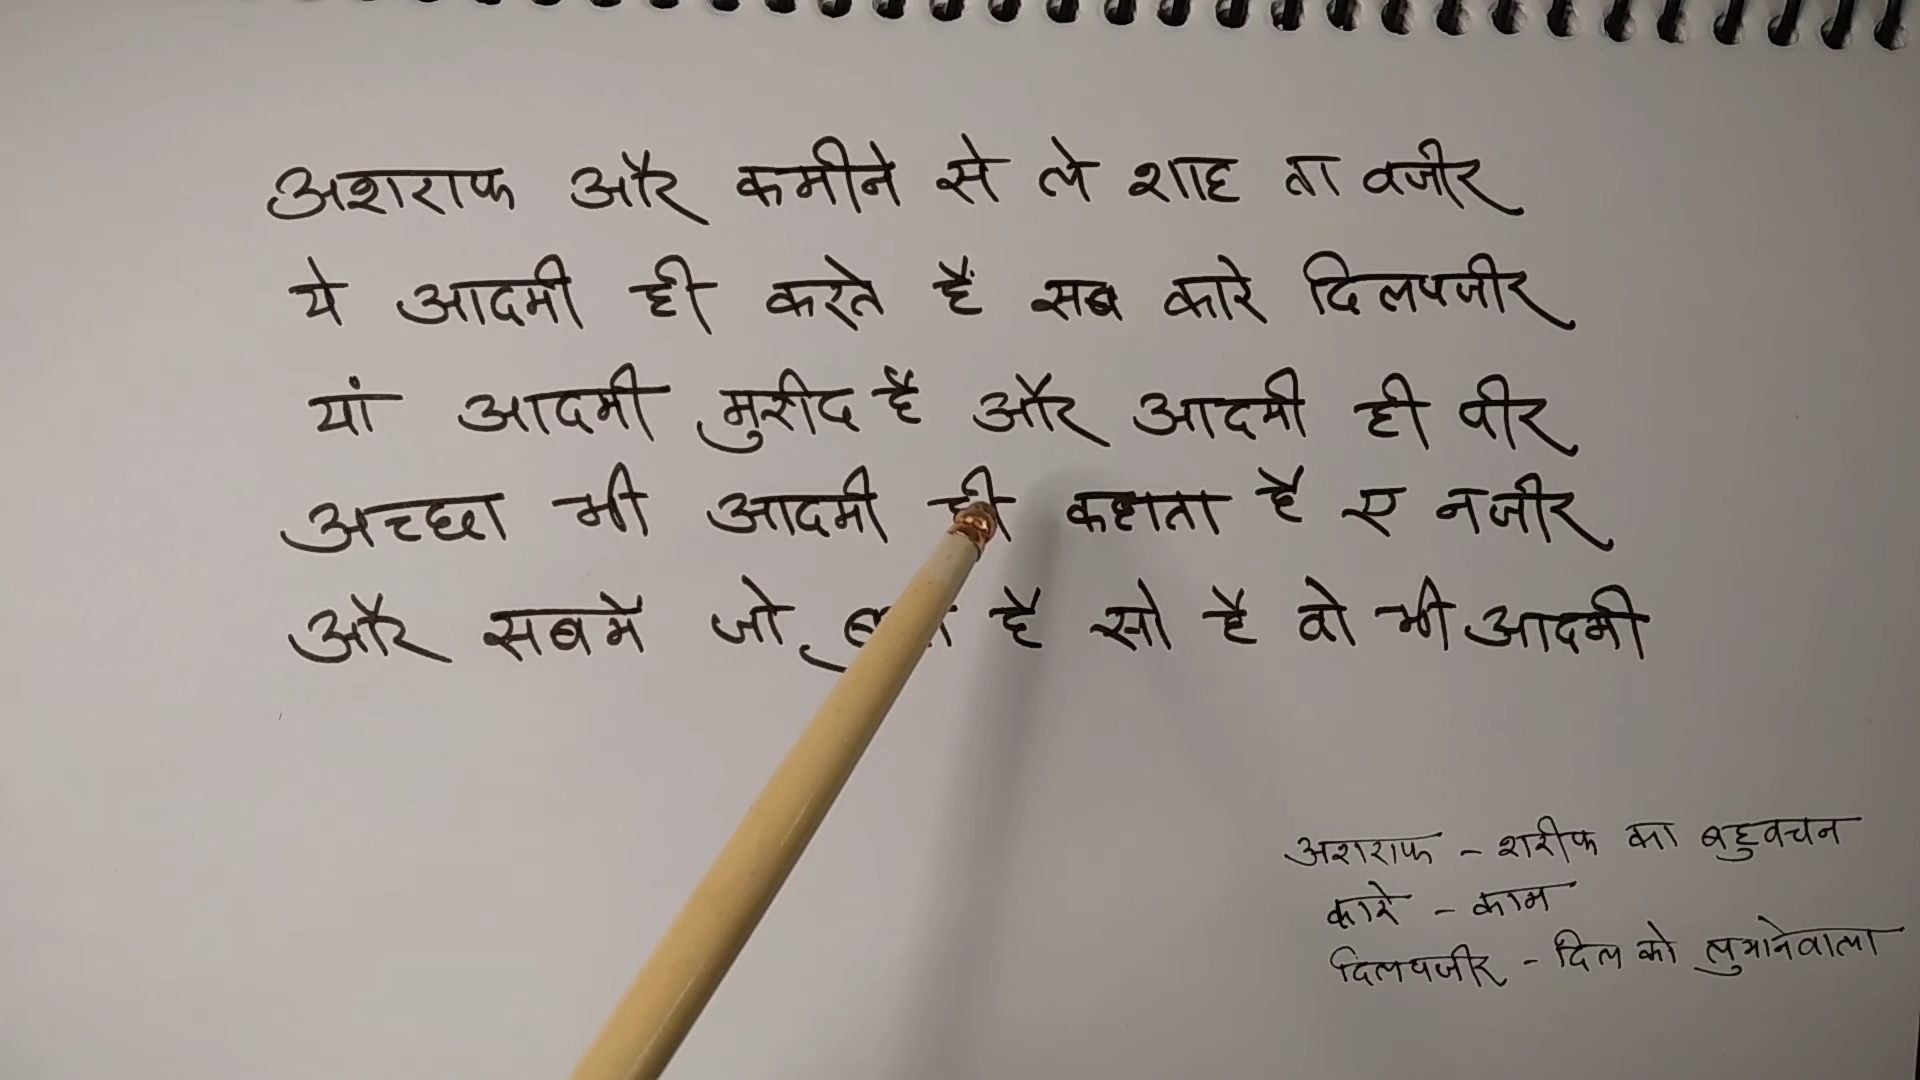 अशराफ और कमीने से ले शाह ता वजीर
ये आदमी ही करते हैं सब कारे दिलपजीर
यां आदमी मुरीद है और आदमी ही पीर
अच्छा भी आदमी ही कहाता है ए नजीर
और सबमें जो है सो है वो भी आदमी
अशराफ - शरीफ का बहुवचन
कारे - काम
दिलपजीर - दिल को लुभानेवाला